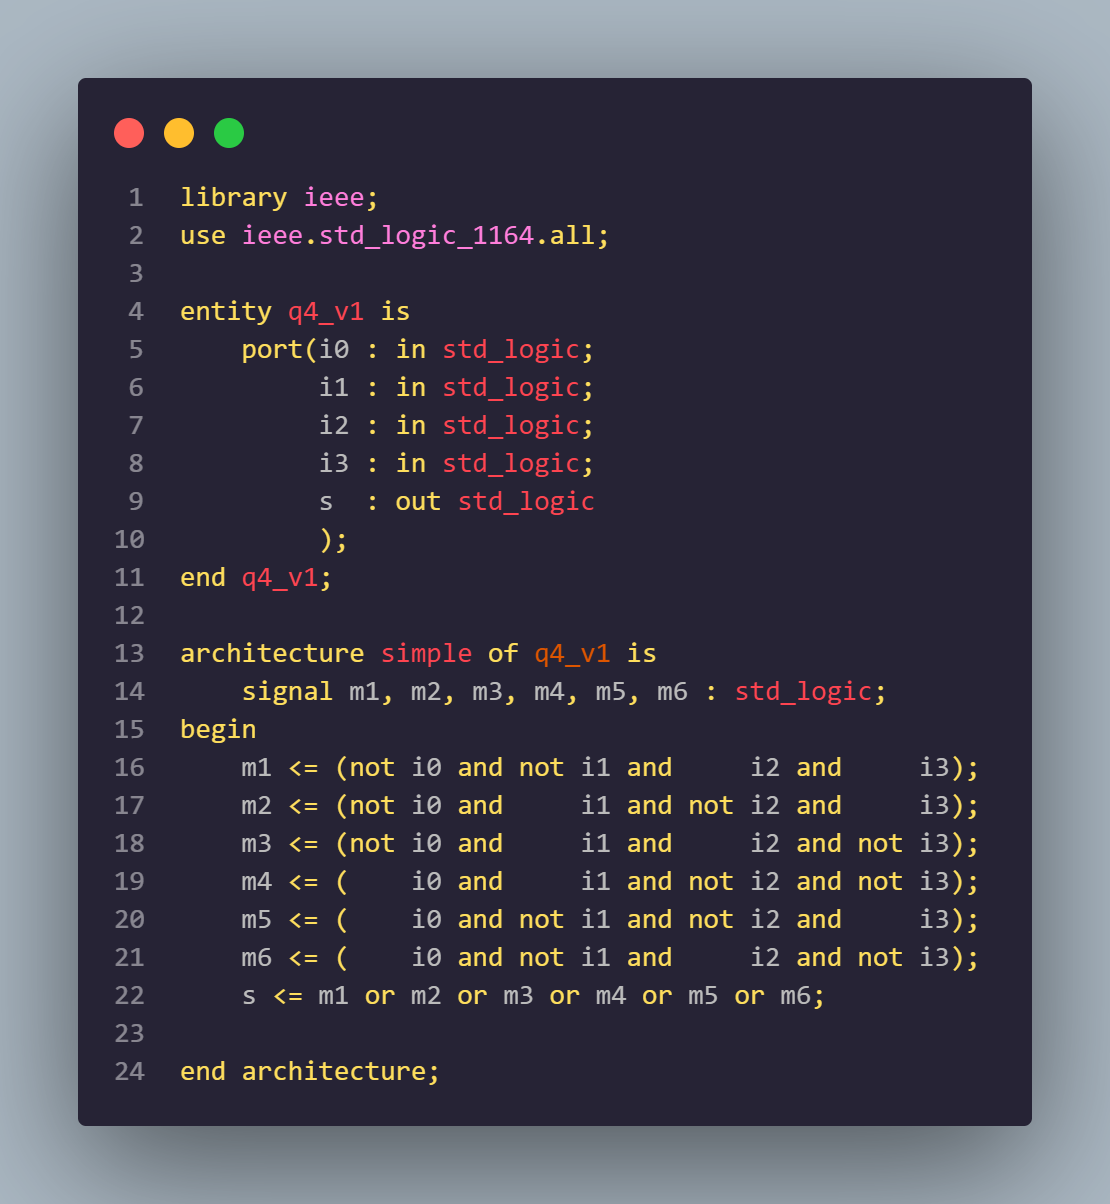 1 library ieee;
2 use ieee.std_logic_1164.all;
3
4 entity q4_v1 is
5     port(i0 : in std_logic;
6          i1 : in std_logic;
7          i2 : in std_logic;
8          i3 : in std_logic;
9          s  : out std_logic
10          );
11 end q4_v1;
12
13 architecture simple of q4_v1 is
14     signal m1, m2, m3, m4, m5, m6 : std_logic;
15 begin
16     m1 <= (not i0 and not i1 and     i2 and     i3);
17     m2 <= (not i0 and     i1 and not i2 and     i3);
18     m3 <= (not i0 and     i1 and     i2 and not i3);
19     m4 <= (    i0 and     i1 and not i2 and not i3);
20     m5 <= (    i0 and not i1 and not i2 and     i3);
21     m6 <= (    i0 and not i1 and     i2 and not i3);
22     s <= m1 or m2 or m3 or m4 or m5 or m6;
23
24 end architecture;